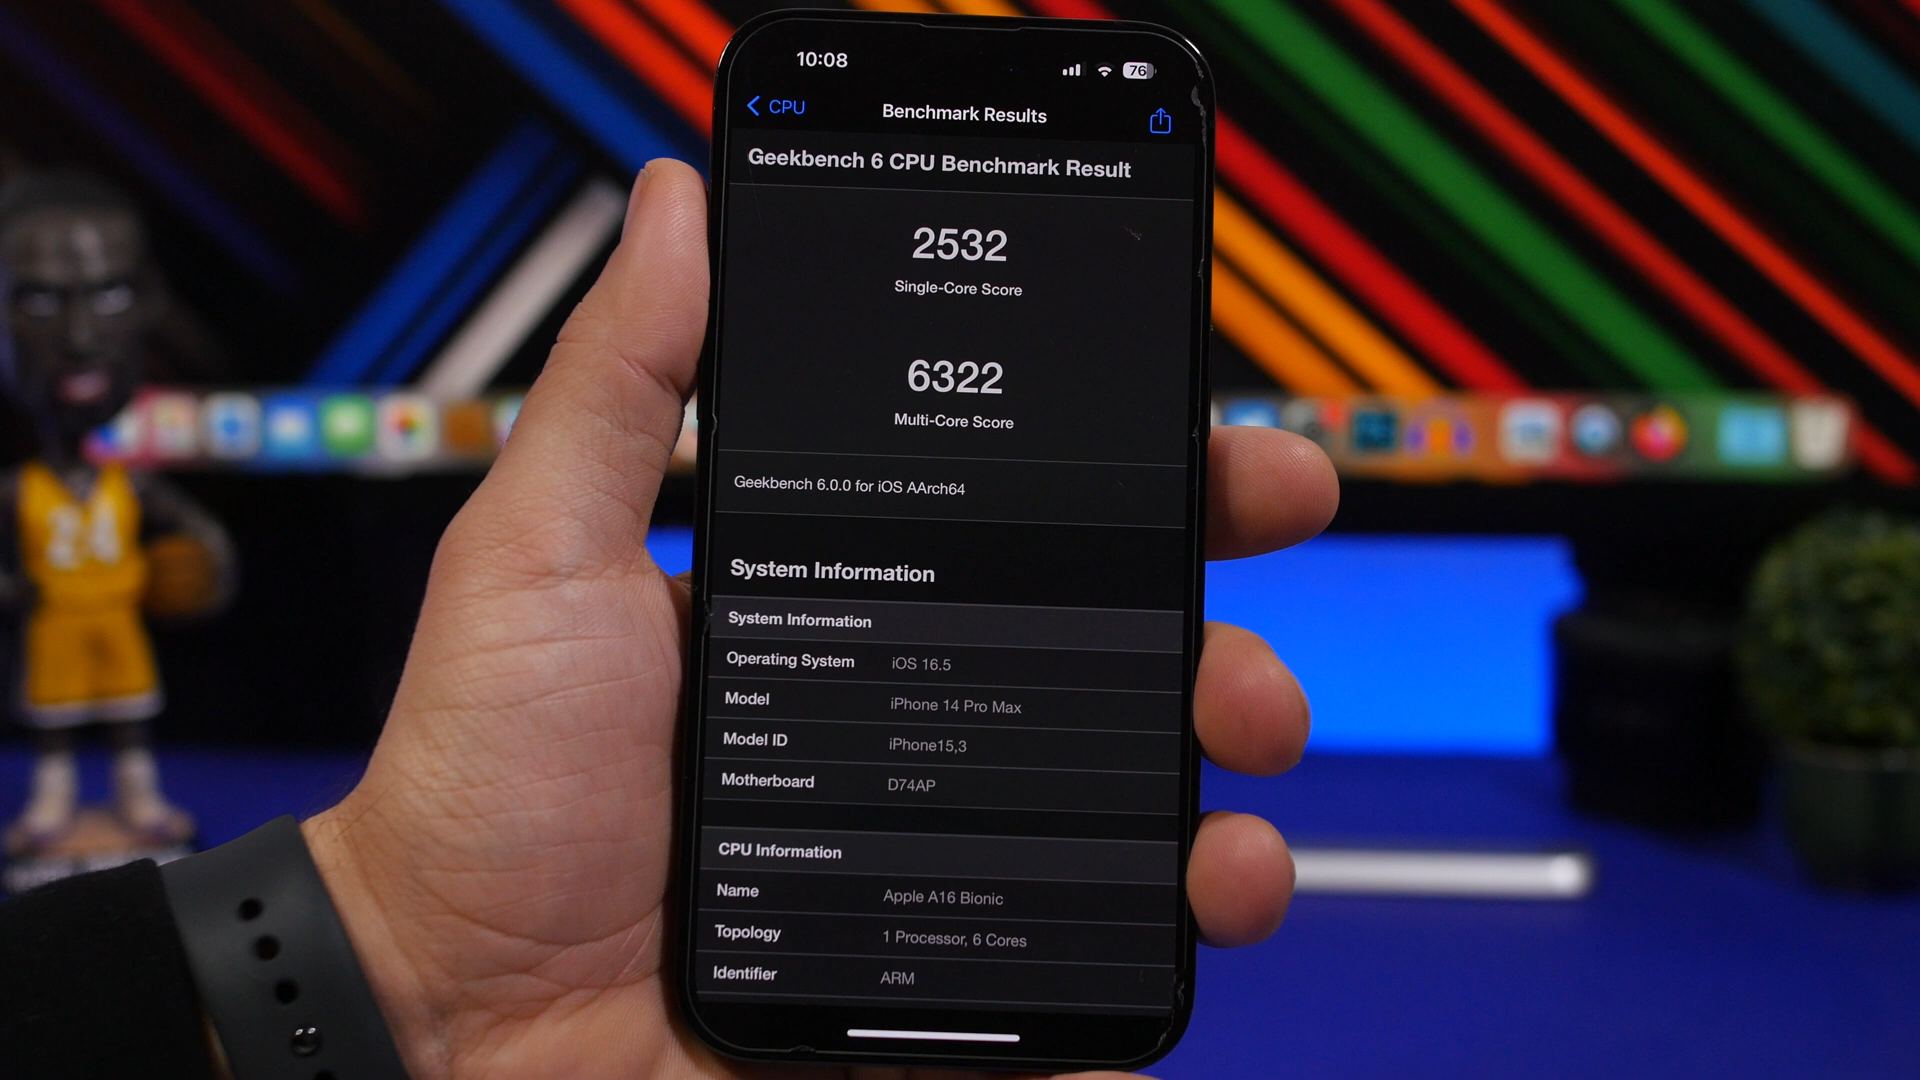 10:08
76
CPU
Benchmark Results
Geekbench 6 CPU Benchmark Result
2532
Single-Core Score
6322
Multi-Core Score
Geekbench 6.0.0 for iOS AArch64
System Information
System Information
Operating System iOS 16.5
Model iPhone 14 Pro Max
Model ID iPhone15,3
Motherboard D74AP
CPU Information
Name Apple A16 Bionic
Topology 1 Processor, 6 Cores
Identifier ARM
24